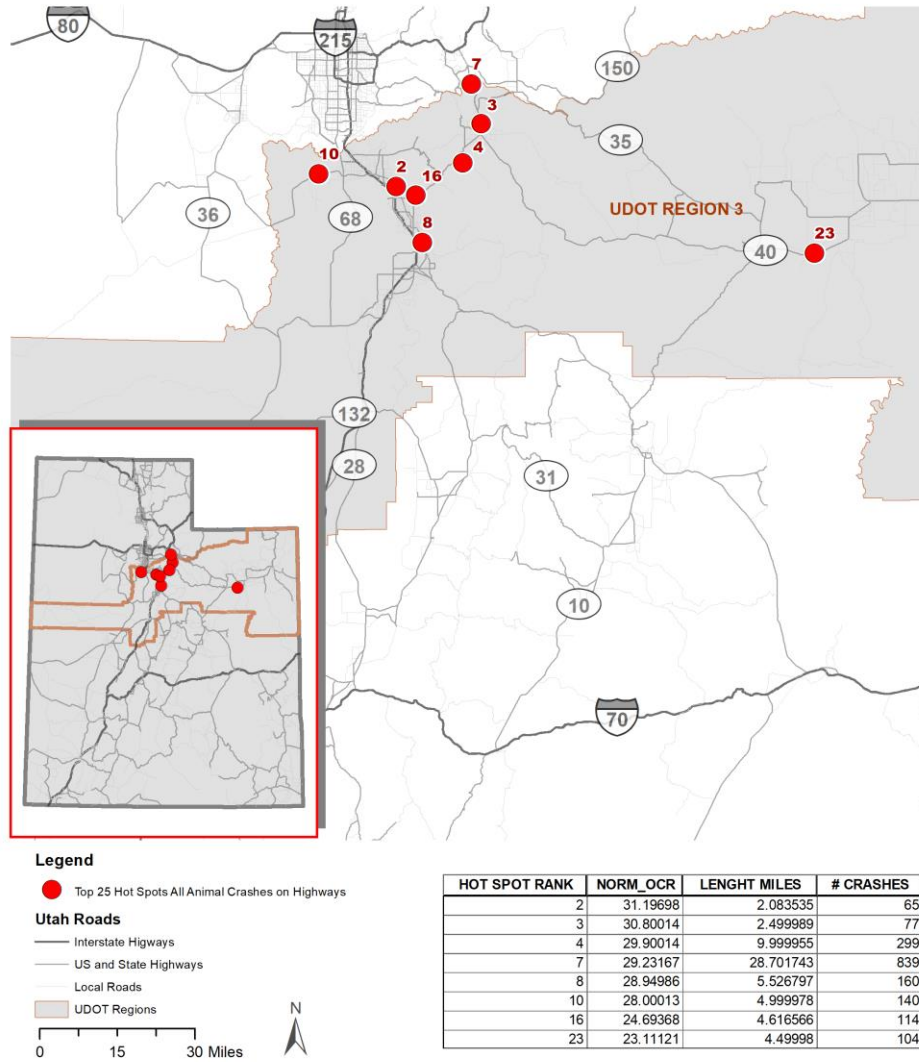 80
215
7
150
3
35
4
10
2
16
36
68
UDOT REGION 3
23
8
40
132
28
31
10
70
Legend
Top 25 Hot Spots All Animal Crashes on Highways
Utah Roads
Interstate Higways
US and State Highways
Local Roads
UDOT Regions
N
0 15 30 Miles
HOT SPOT RANK NORM_OCR LENGHT MILES # CRASHES
2 31.19698 2.083535 65
3 30.80014 2.499989 77
4 29.90014 9.999955 299
7 29.23167 28.701743 839
8 28.94986 5.526797 160
10 28.00013 4.999978 140
16 24.69368 4.616566 114
23 23.11121 4.49998 104